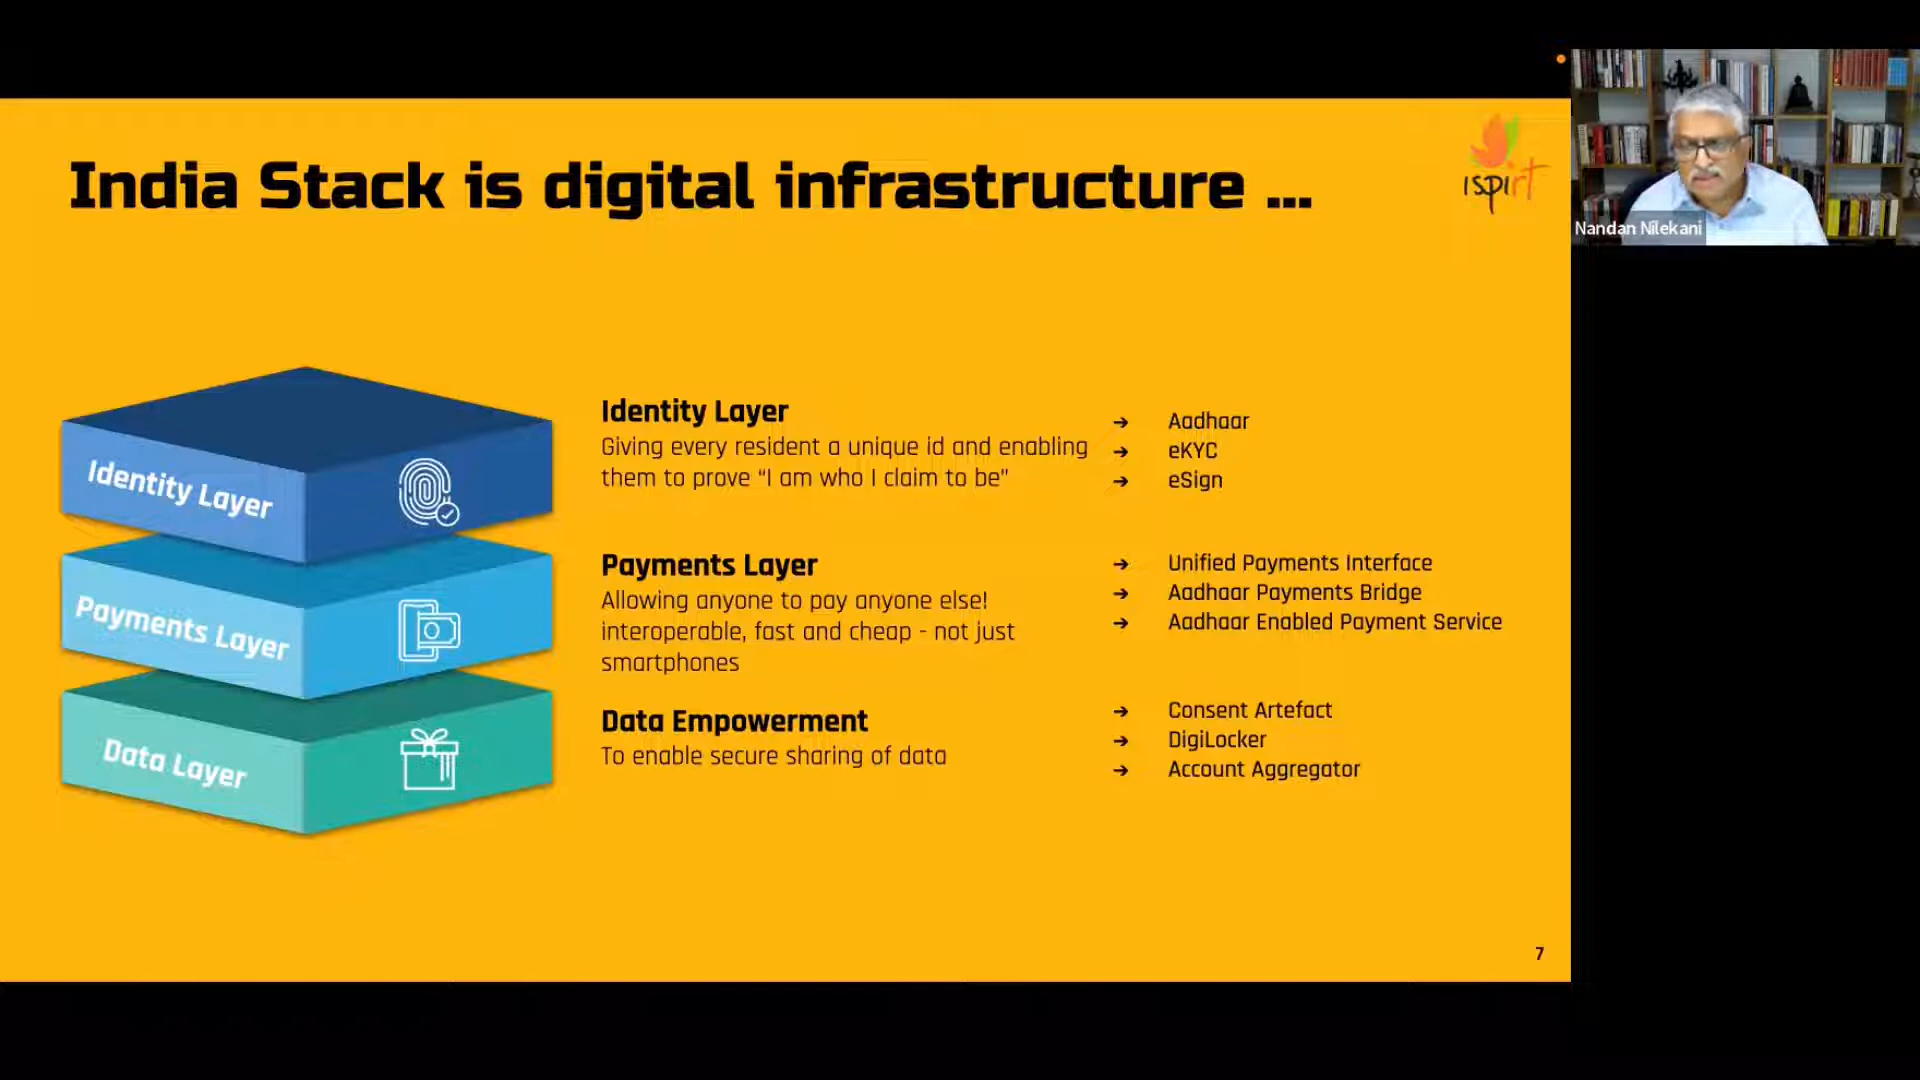 India Stack is digital infrastructure ...
ıspırt
Nandan Nilekani
Identity Layer
Payments Layer
Data Layer
Identity Layer
Giving every resident a unique id and enabling
them to prove “I am who I claim to be”
➔ Aadhaar
➔ eKYC
➔ eSign
Payments Layer
Allowing anyone to pay anyone else!
interoperable, fast and cheap - not just
smartphones
➔ Unified Payments Interface
➔ Aadhaar Payments Bridge
➔ Aadhaar Enabled Payment Service
Data Empowerment
To enable secure sharing of data
➔ Consent Artefact
➔ DigiLocker
➔ Account Aggregator
7